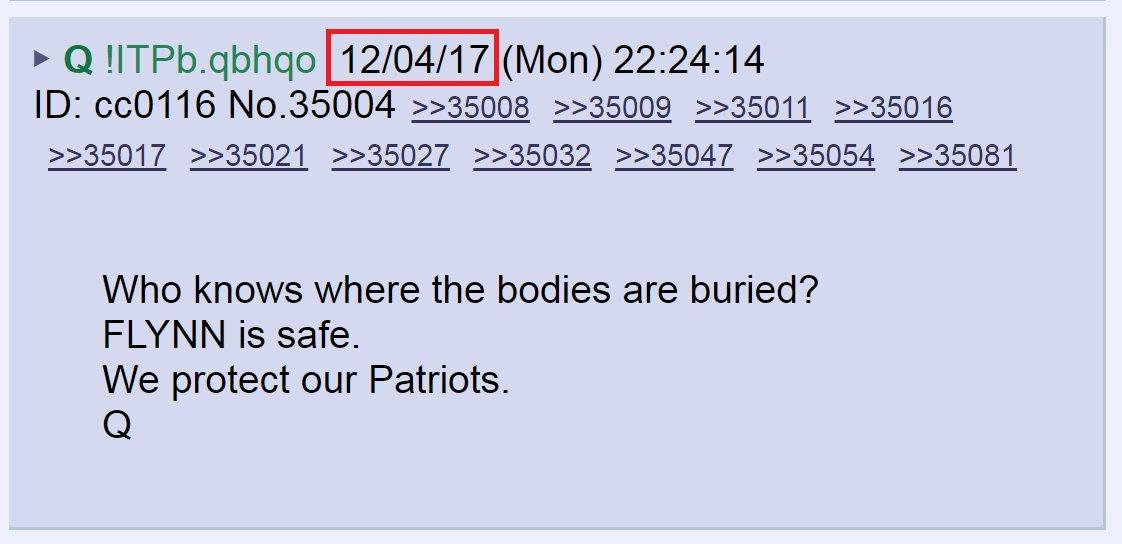 Q !ITPb.qbhqo 12/04/17 (Mon) 22:24:14
ID: cc0116 No.35004 >>35008 >>35009 >>35011 >>35016
>>35017 >>35021 >>35027 >>35032 >>35047 >>35054 >>35081
Who knows where the bodies are buried?
FLYNN is safe.
We protect our Patriots.
Q